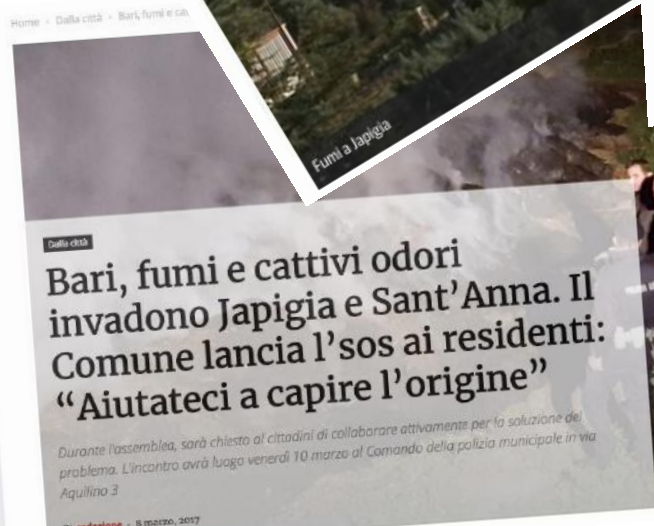 Home - Dalla città - Bari, fumi e
Fumi a Japigia
Dalla città
Bari, fumi e cattivi odori
invadono Japigia e Sant'Anna. Il
Comune lancia l'sos ai residenti:
“Aiutateci a capire l'origine”
Durante l'assemblea, sarà chiesto ai cittadini di collaborare attivamente per la soluzione del
problema. L'incontro avrà luogo venerdì 10 marzo al Comando della polizia municipale in via
Aquilino 3
redazione - 8 marzo, 2017